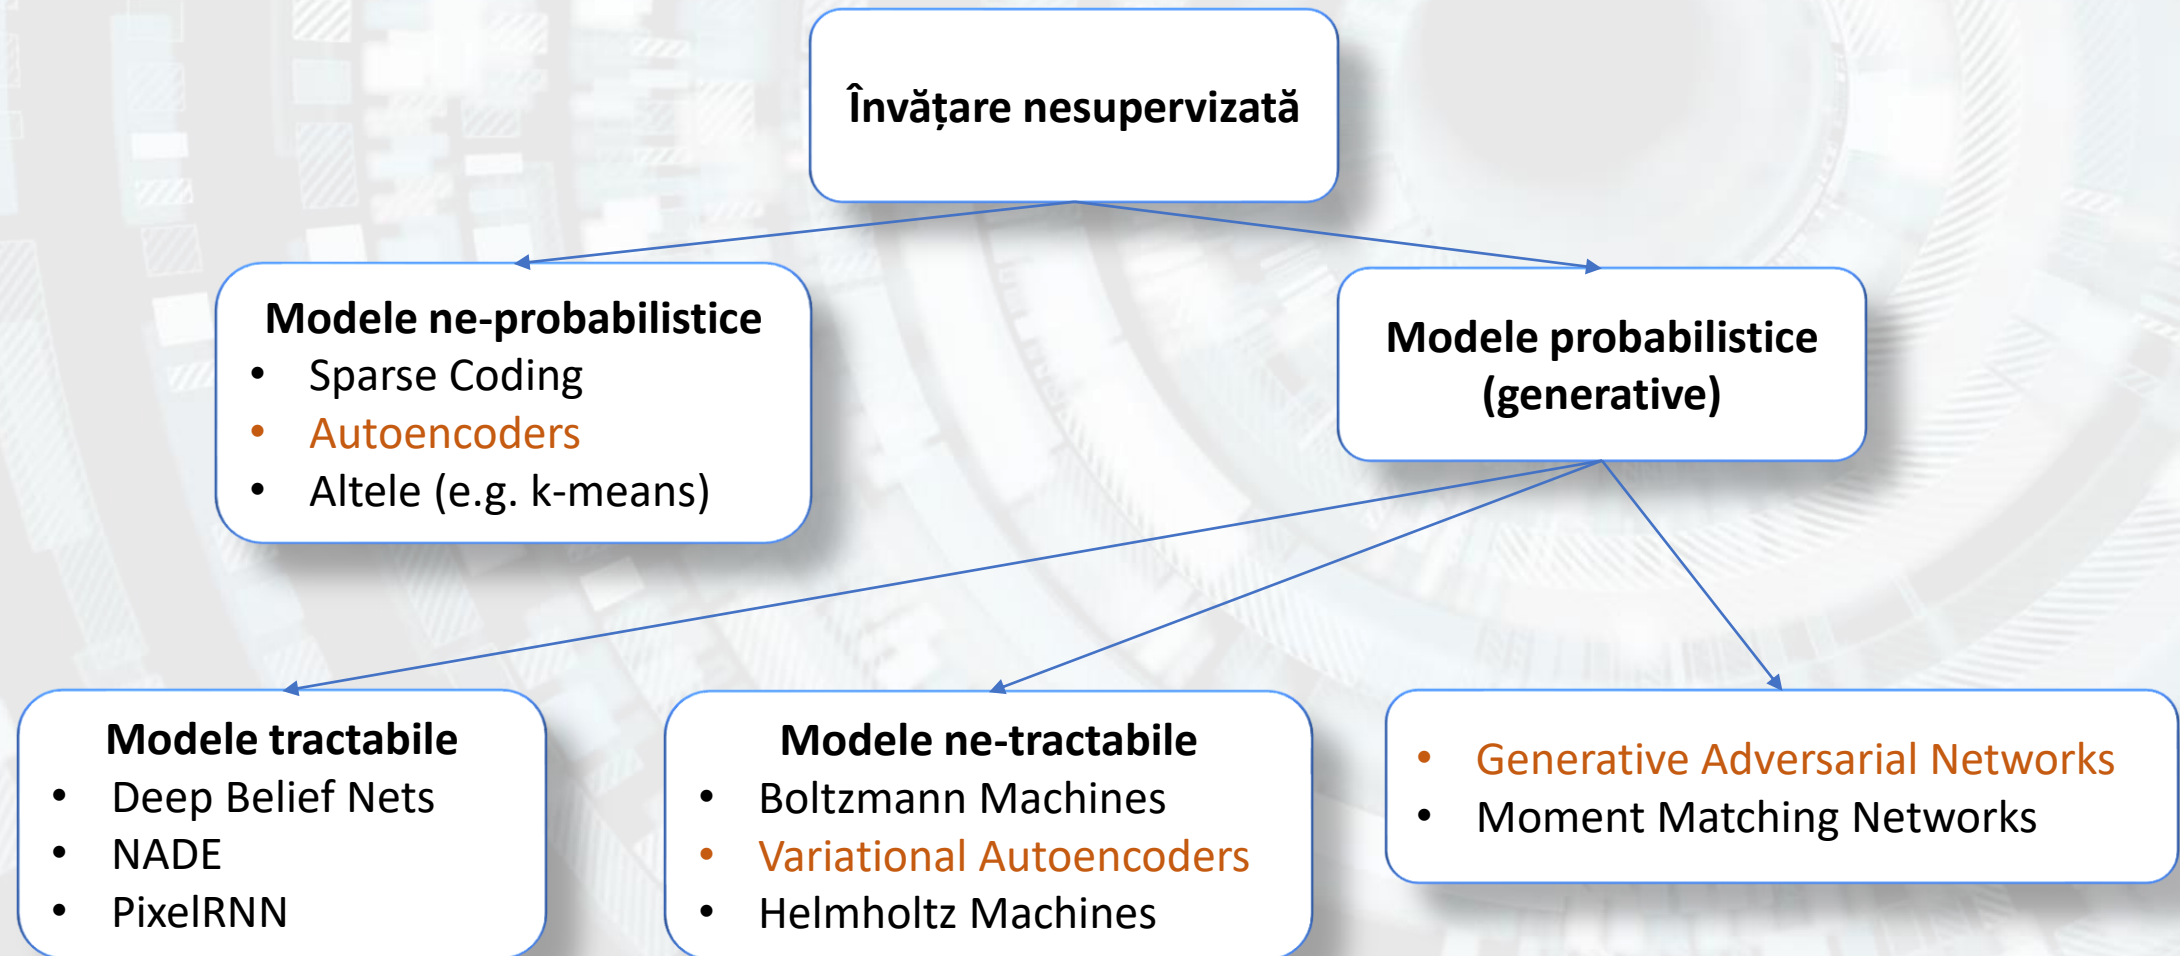 Învățare nesupervizată
Modele ne-probabilistice
• Sparse Coding
• Autoencoders
• Altele (e.g. k-means)
Modele probabilistice
(generative)
Modele tractabile
• Deep Belief Nets
• NADE
• PixelRNN
Modele ne-tractabile
• Boltzmann Machines
• Variational Autoencoders
• Helmholtz Machines
• Generative Adversarial Networks
• Moment Matching Networks